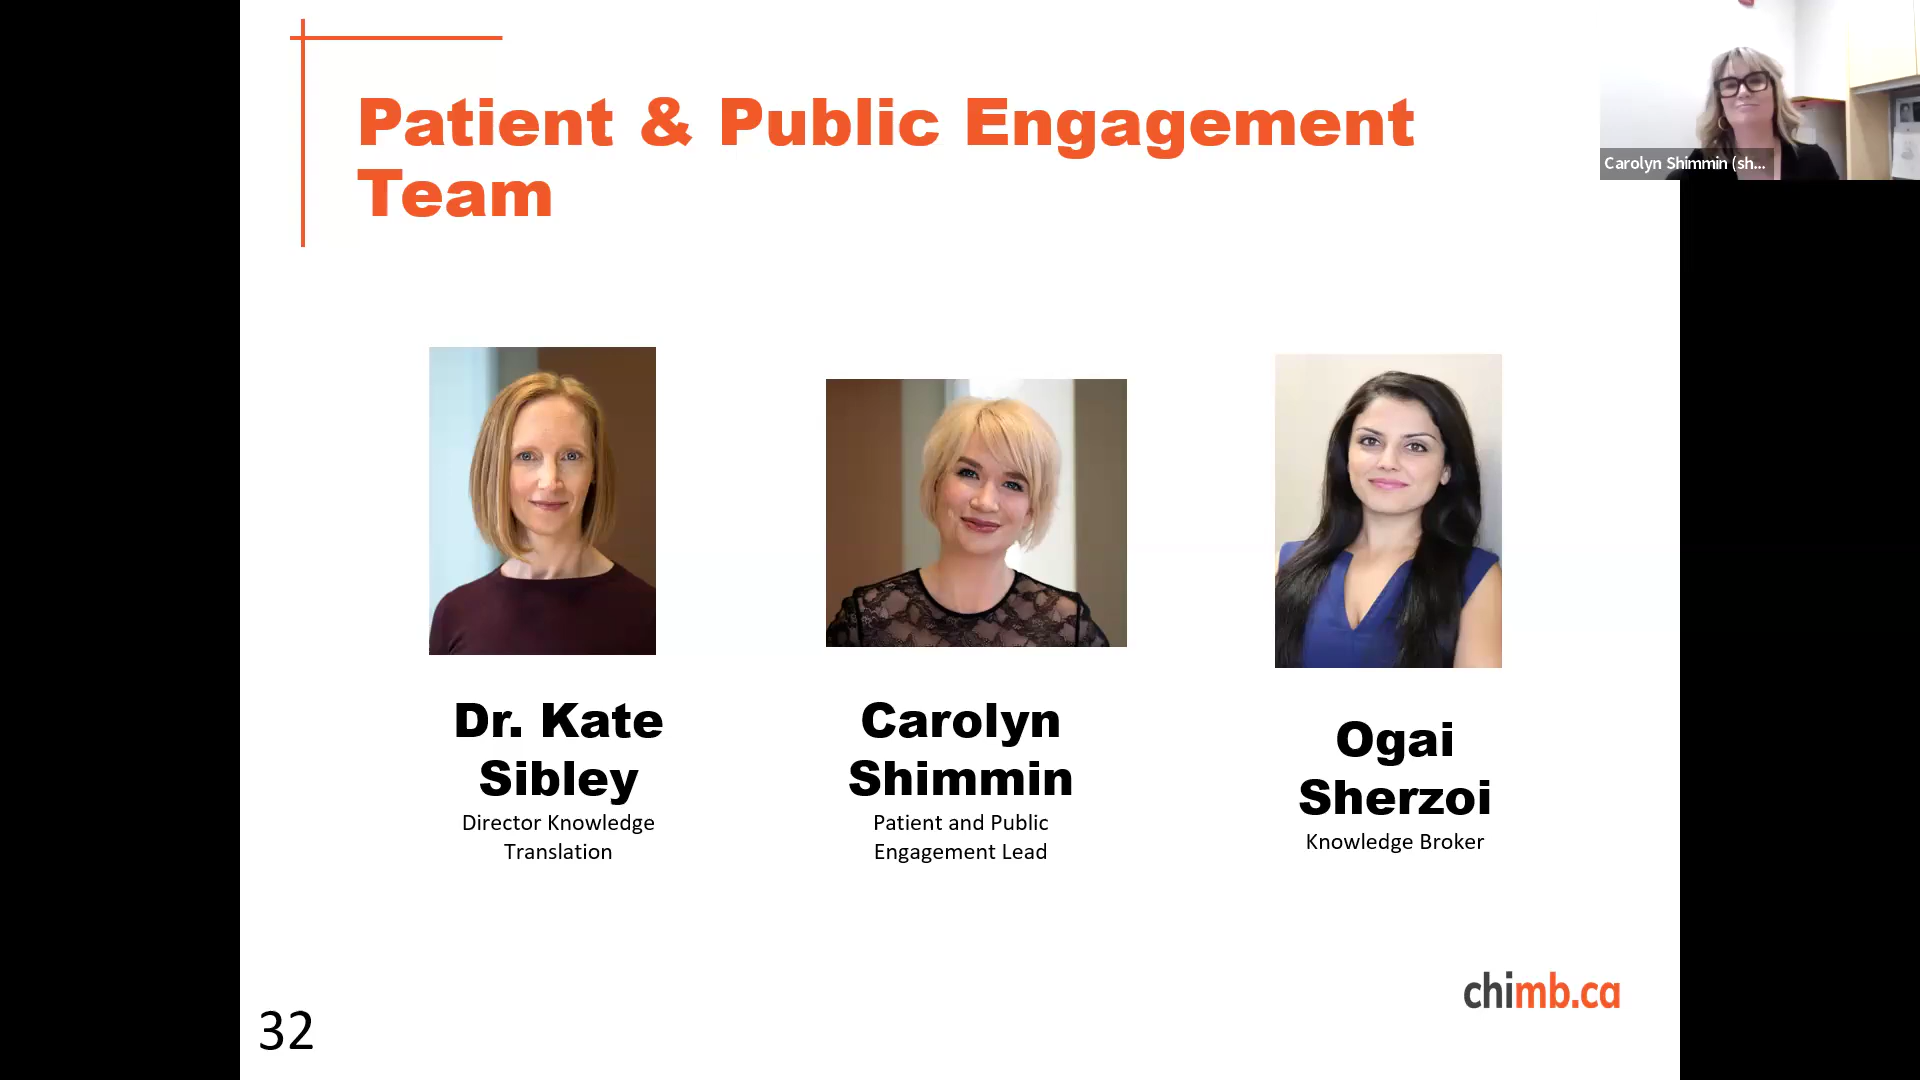 Patient & Public Engagement
Team
Carolyn Shimmin (sh...
Dr. Kate
Sibley
Director Knowledge
Translation
Carolyn
Shimmin
Patient and Public
Engagement Lead
Ogai
Sherzoi
Knowledge Broker
chimb.ca
32